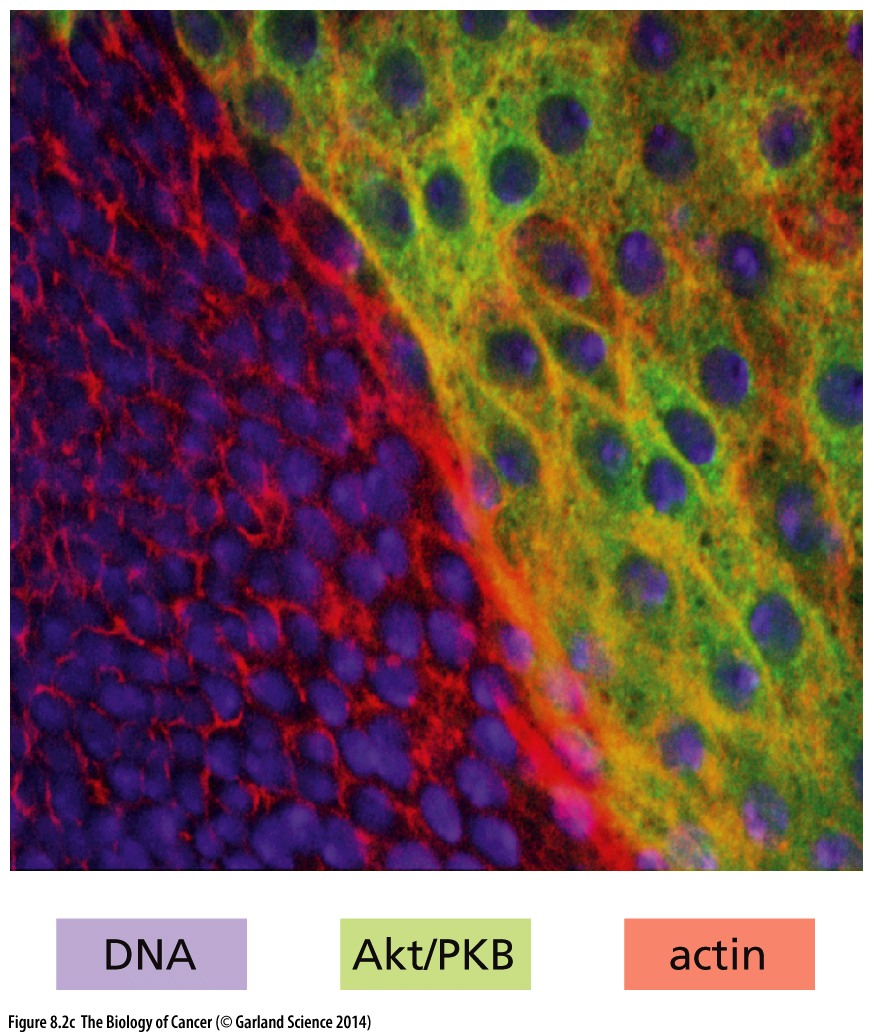 DNA Akt/PKB actin
Figure 8.2c The Biology of Cancer (© Garland Science 2014)